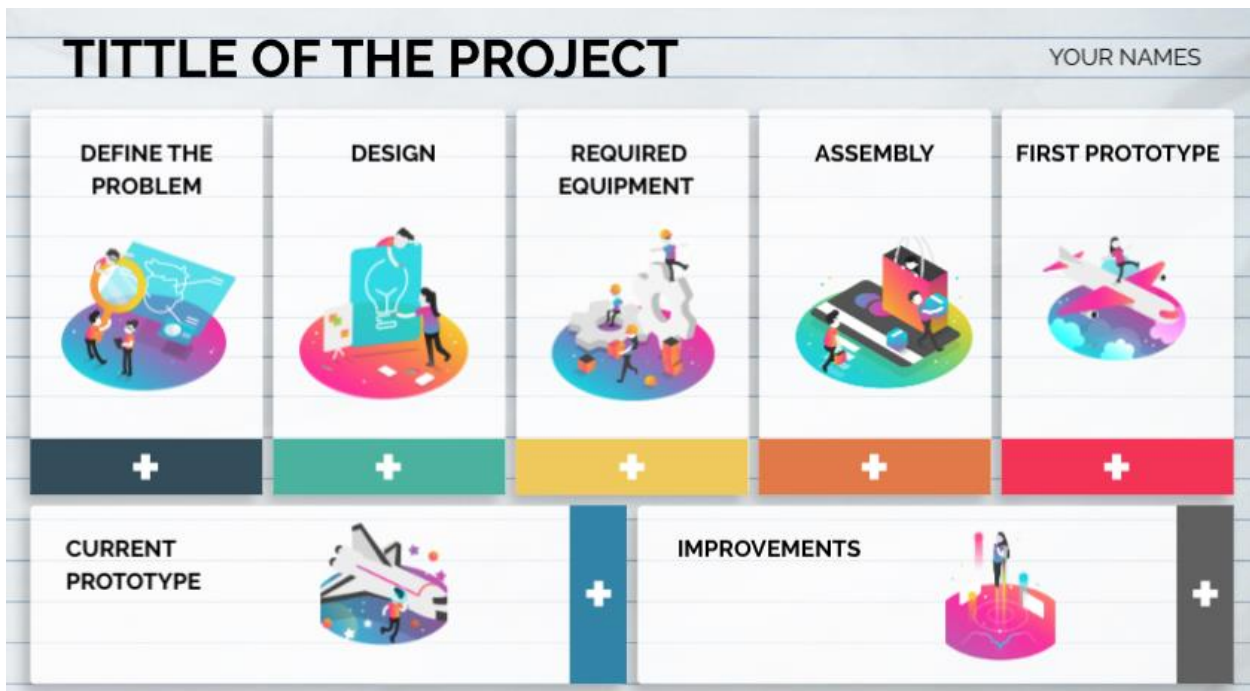 TITTLE OF THE PROJECT
YOUR NAMES
DEFINE THE
PROBLEM
DESIGN
REQUIRED
EQUIPMENT
ASSEMBLY
FIRST PROTOTYPE
CURRENT
PROTOTYPE
IMPROVEMENTS